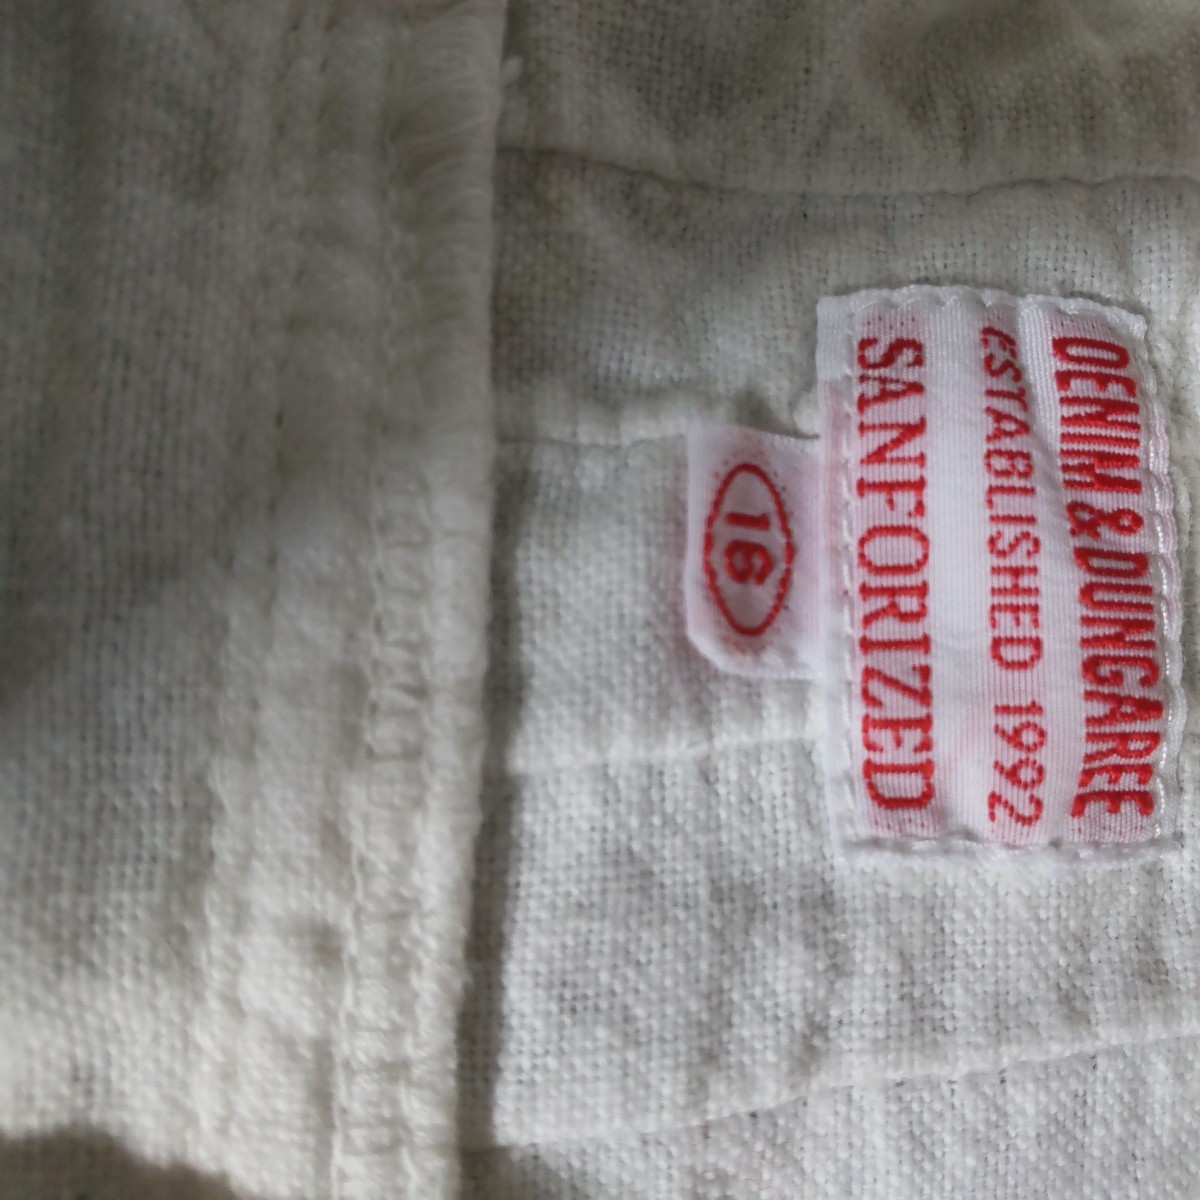 DENIM & DUNGAREE
ESTABLISHED 1992
SANFORIZED
16